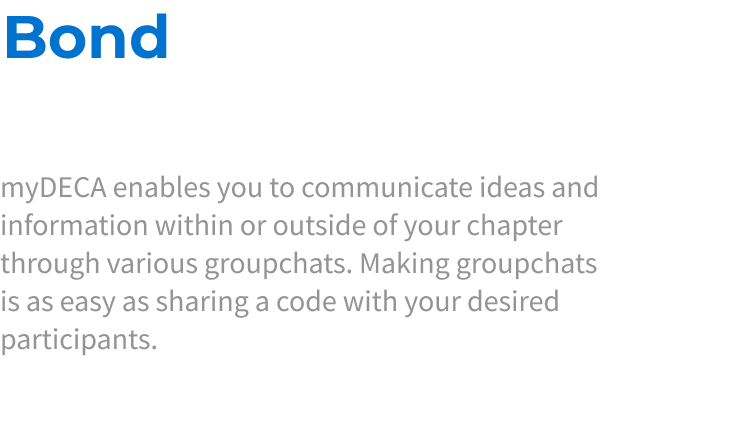 Bond
myDECA enables you to communicate ideas and
information within or outside of your chapter
through various groupchats. Making groupchats
is as easy as sharing a code with your desired
participants.